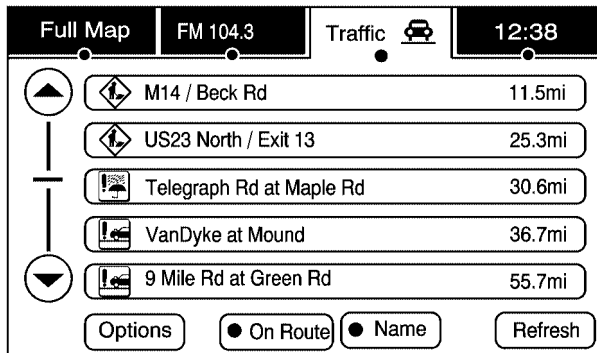 Full Map FM 104.3 Traffic 12:38
M14 / Beck Rd 11.5mi
US23 North / Exit 13 25.3mi
Telegraph Rd at Maple Rd 30.6mi
VanDyke at Mound 36.7mi
9 Mile Rd at Green Rd 55.7mi
Options On Route Name Refresh